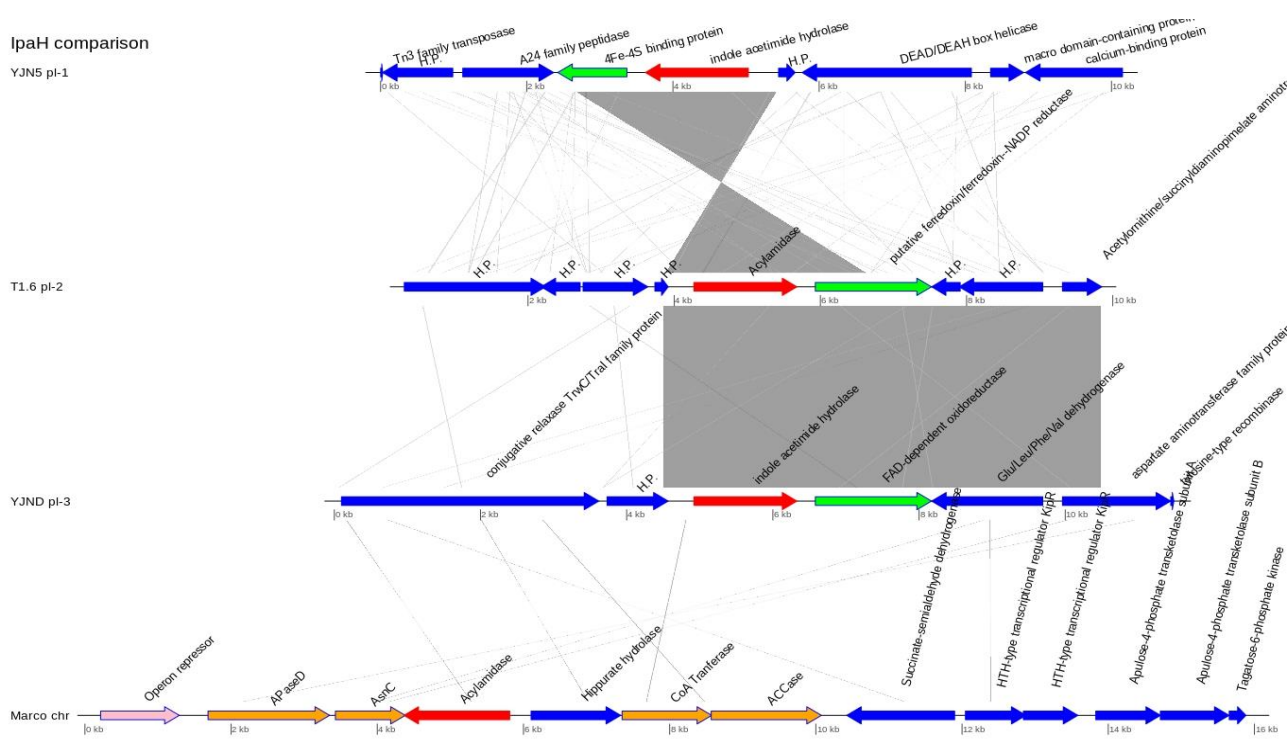 IpaH comparison
Tn3 family transposase
H.P.
A24 family peptidase
4Fe-4S binding protein
indole acetimide hydrolase
H.P.
DEAD/DEAH box helicase
macro domain-containing protein
calcium-binding protein
YJN5 pl-1
0 kb 2 kb 4 kb 6 kb 8 kb 10 kb
H.P.
H.P.
H.P.
H.P.
Acylamidase
putative ferredoxin/ferredoxin--NADP reductase
H.P.
H.P.
Acetylornithine/succinyldiaminopimelate
T1.6 pl-2
2 kb 4 kb 6 kb 8 kb 10 kb
conjugative relaxase TrwC/TraI family protein
H.P.
indole acetimide hydrolase
FAD-dependent oxidoreductase
Glu/Leu/Phe/Val dehydrogenase
aspartate aminotransferase family protein
YJND pl-3
0 kb 2 kb 4 kb 6 kb 8 kb 10 kb
Operon repressor
APaseD
AsnC
Acylamidase
Hippurate hydrolase
CoA Tranferase
ACCase
Succinate-semialdehyde dehydrogenase
HTH-type transcriptional regulator KipR
HTH-type transcriptional regulator KipR
Apulose-4-phosphate transketolase subunit A
Apulose-4-phosphate transketolase subunit B
Tagatose-6-phosphate kinase
Marco chr
0 kb 2 kb 4 kb 6 kb 8 kb 10 kb 12 kb 14 kb 16 kb